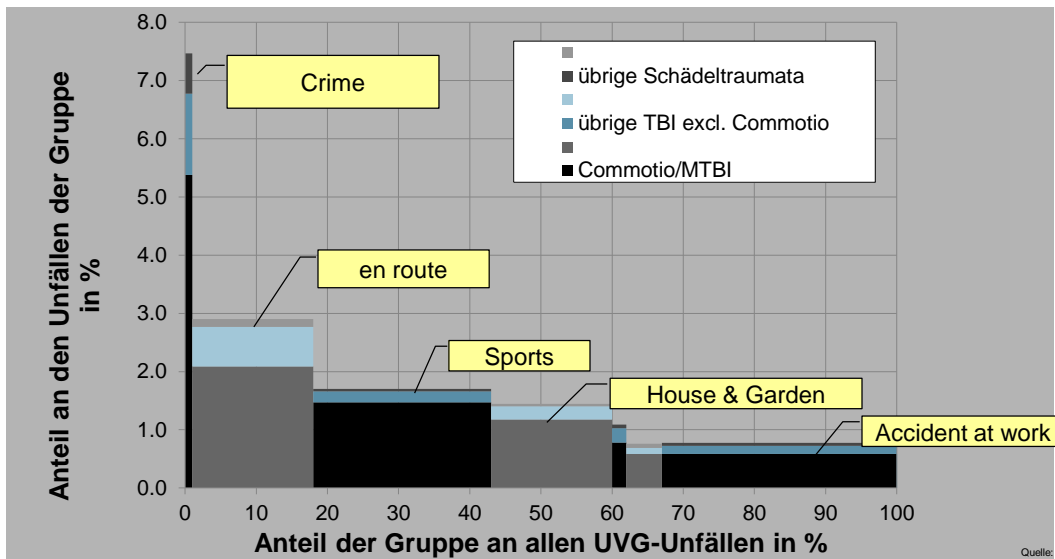 Anteil an den Unfällen der Gruppe
in %
8.0
7.0
6.0
5.0
4.0
3.0
2.0
1.0
0.0
Crime
en route
Sports
House & Garden
Accident at work
übrige Schädeltraumata
übrige TBI excl. Commotio
Commotio/MTBI
0 10 20 30 40 50 60 70 80 90 100
Anteil der Gruppe an allen UVG-Unfällen in %
Quelle: